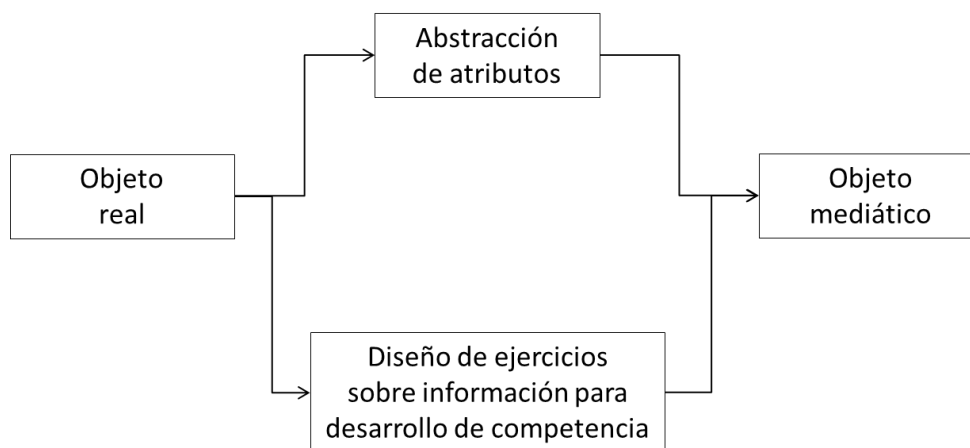 Abstracción
de atributos
Objeto
real
Objeto
mediático
Diseño de ejercicios
sobre información para
desarrollo de competencia